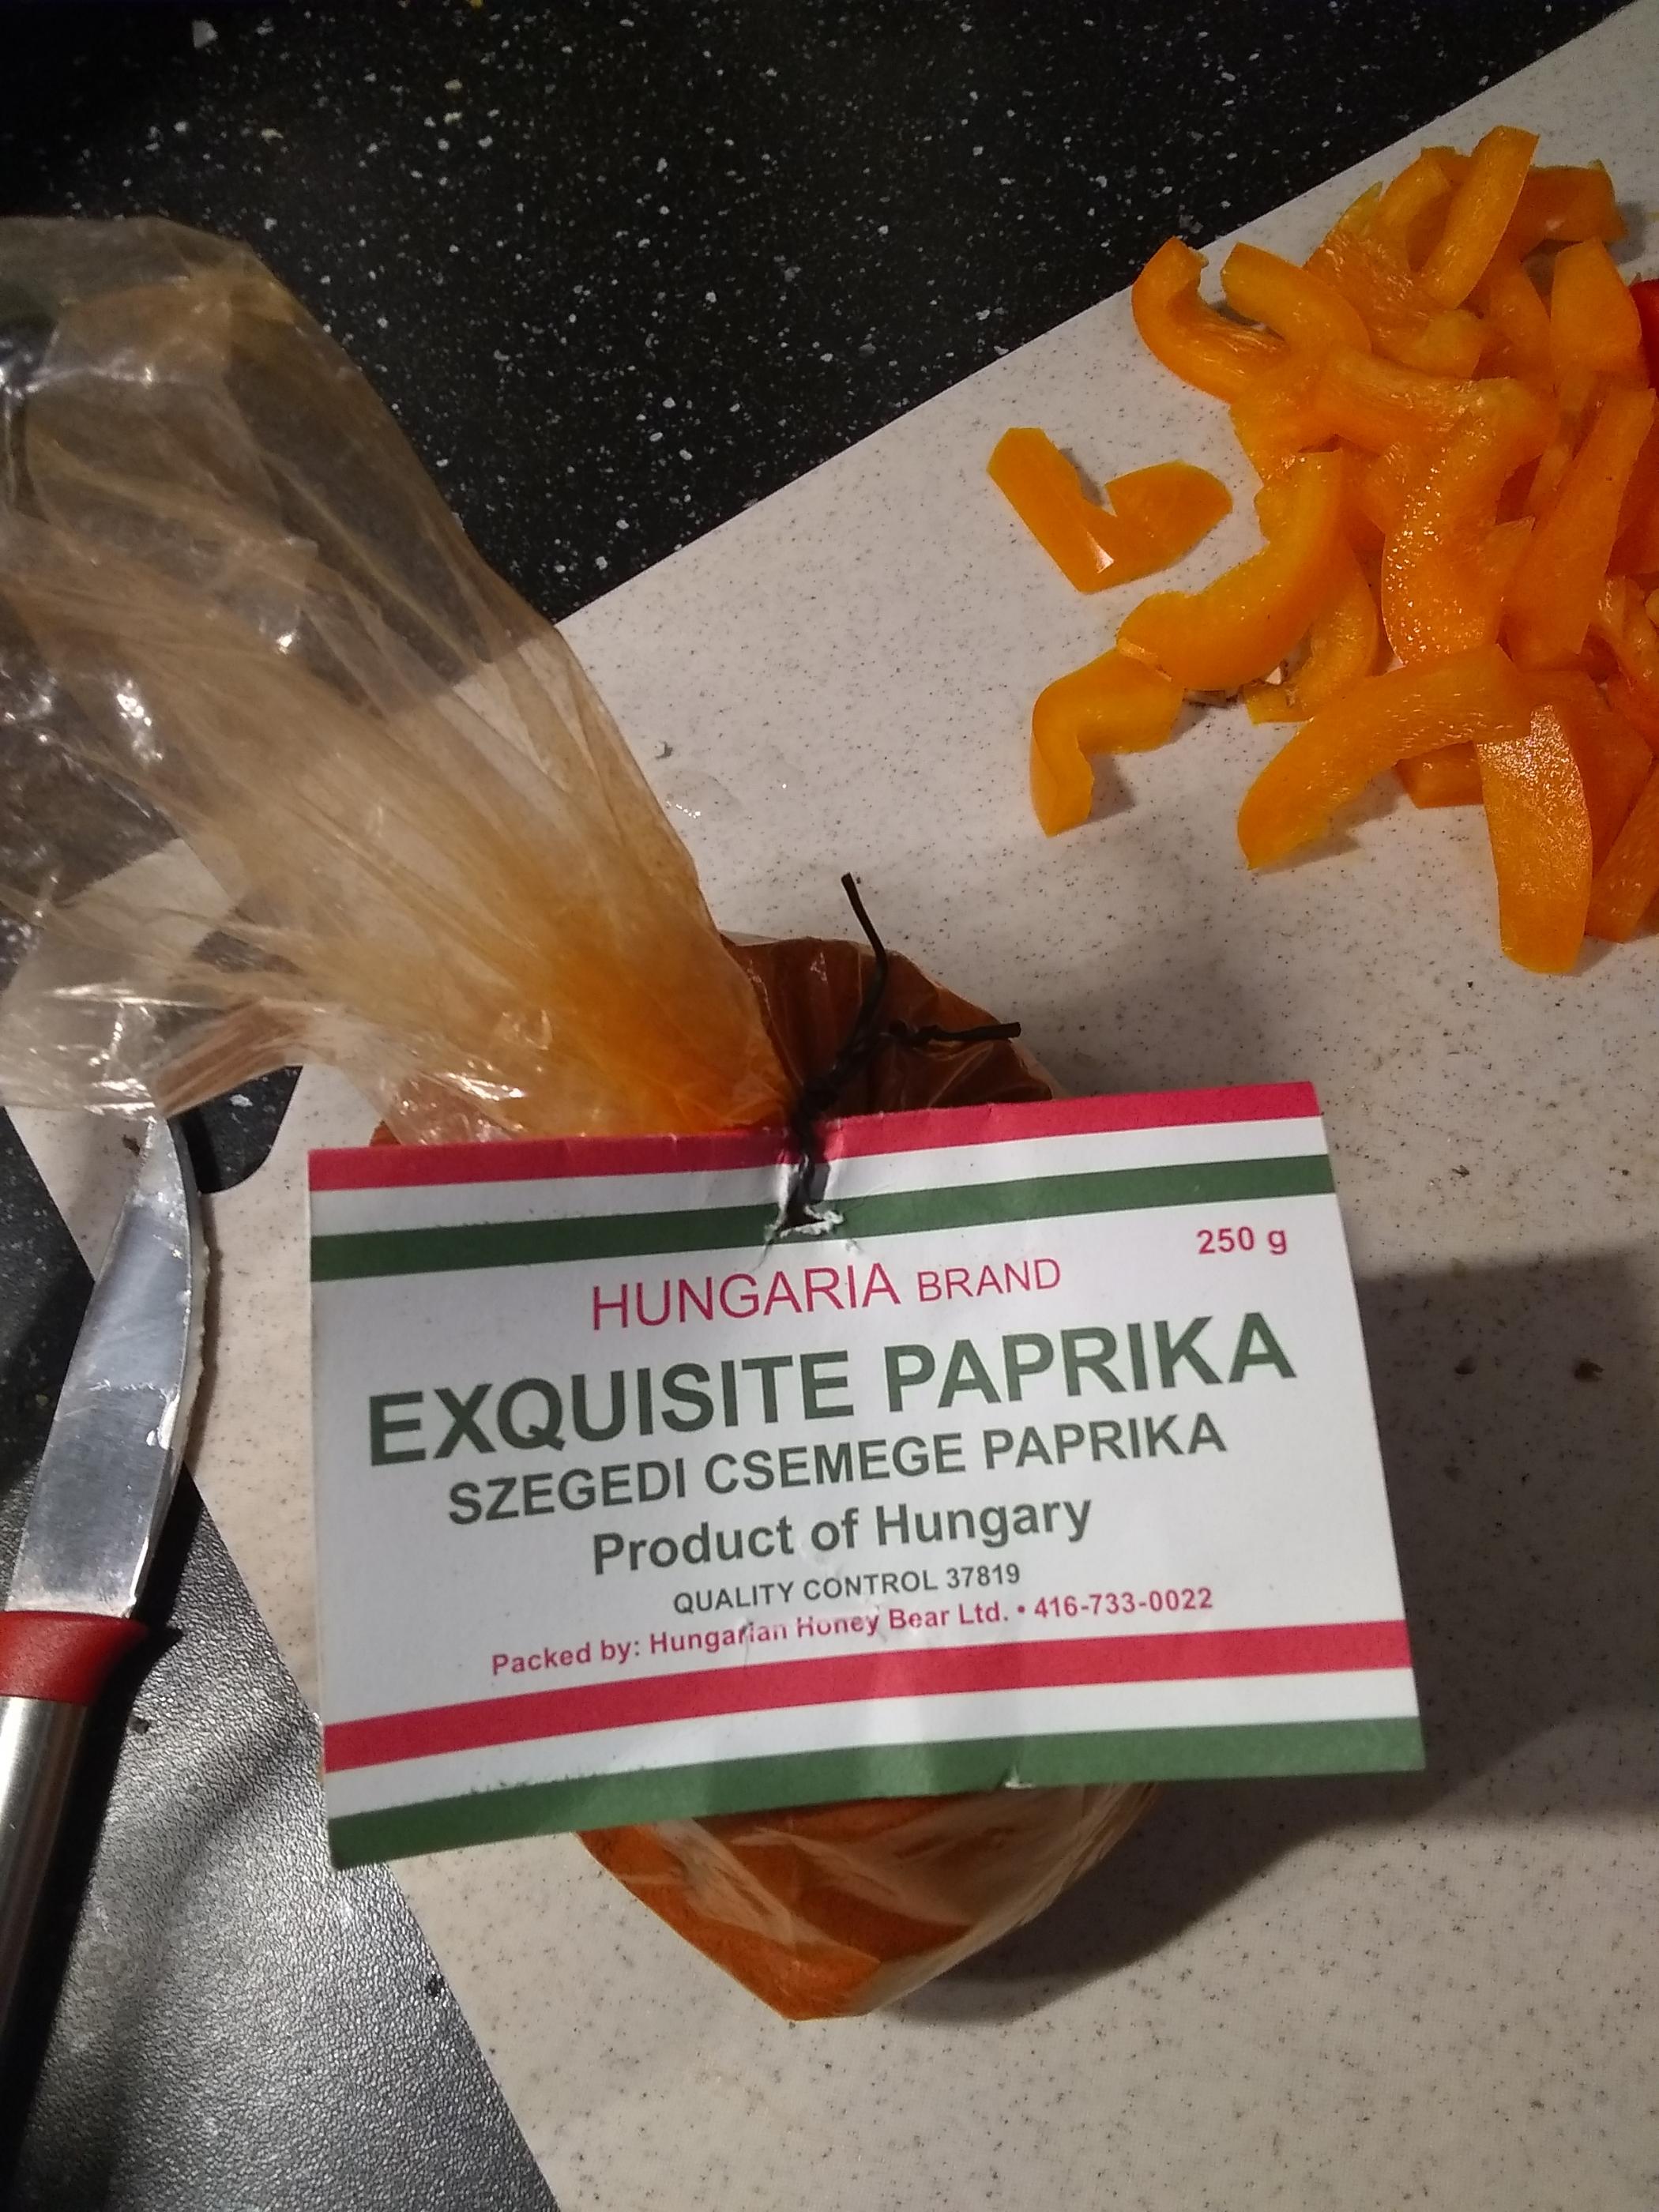 250 g
HUNGARIA BRAND
EXQUISITE PAPRIKA
SZEGEDI CSEMEGE PAPRIKA
Product of Hungary
QUALITY CONTROL 37819
Packed by: Hungarian Honey Bear Ltd. • 416-733-0022